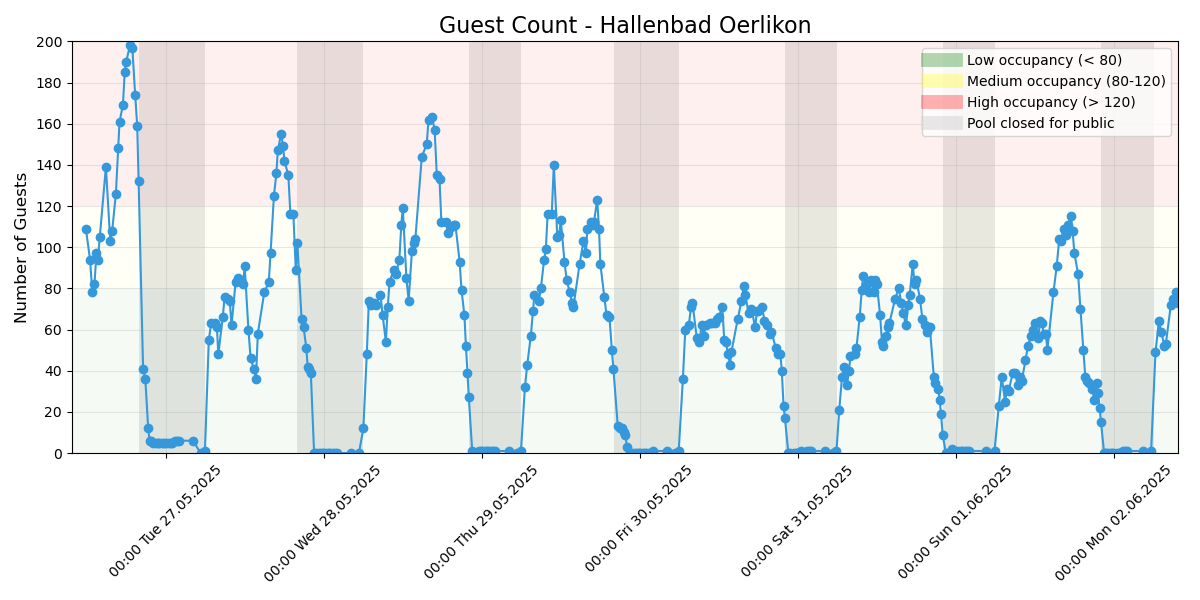 Guest Count - Hallenbad Oerlikon
Number of Guests
200
180
160
140
120
100
80
60
40
20
0
Low occupancy (< 80)
Medium occupancy (80-120)
High occupancy (> 120)
Pool closed for public
00:00 Tue 27.05.2025
00:00 Wed 28.05.2025
00:00 Thu 29.05.2025
00:00 Fri 30.05.2025
00:00 Sat 31.05.2025
00:00 Sun 01.06.2025
00:00 Mon 02.06.2025